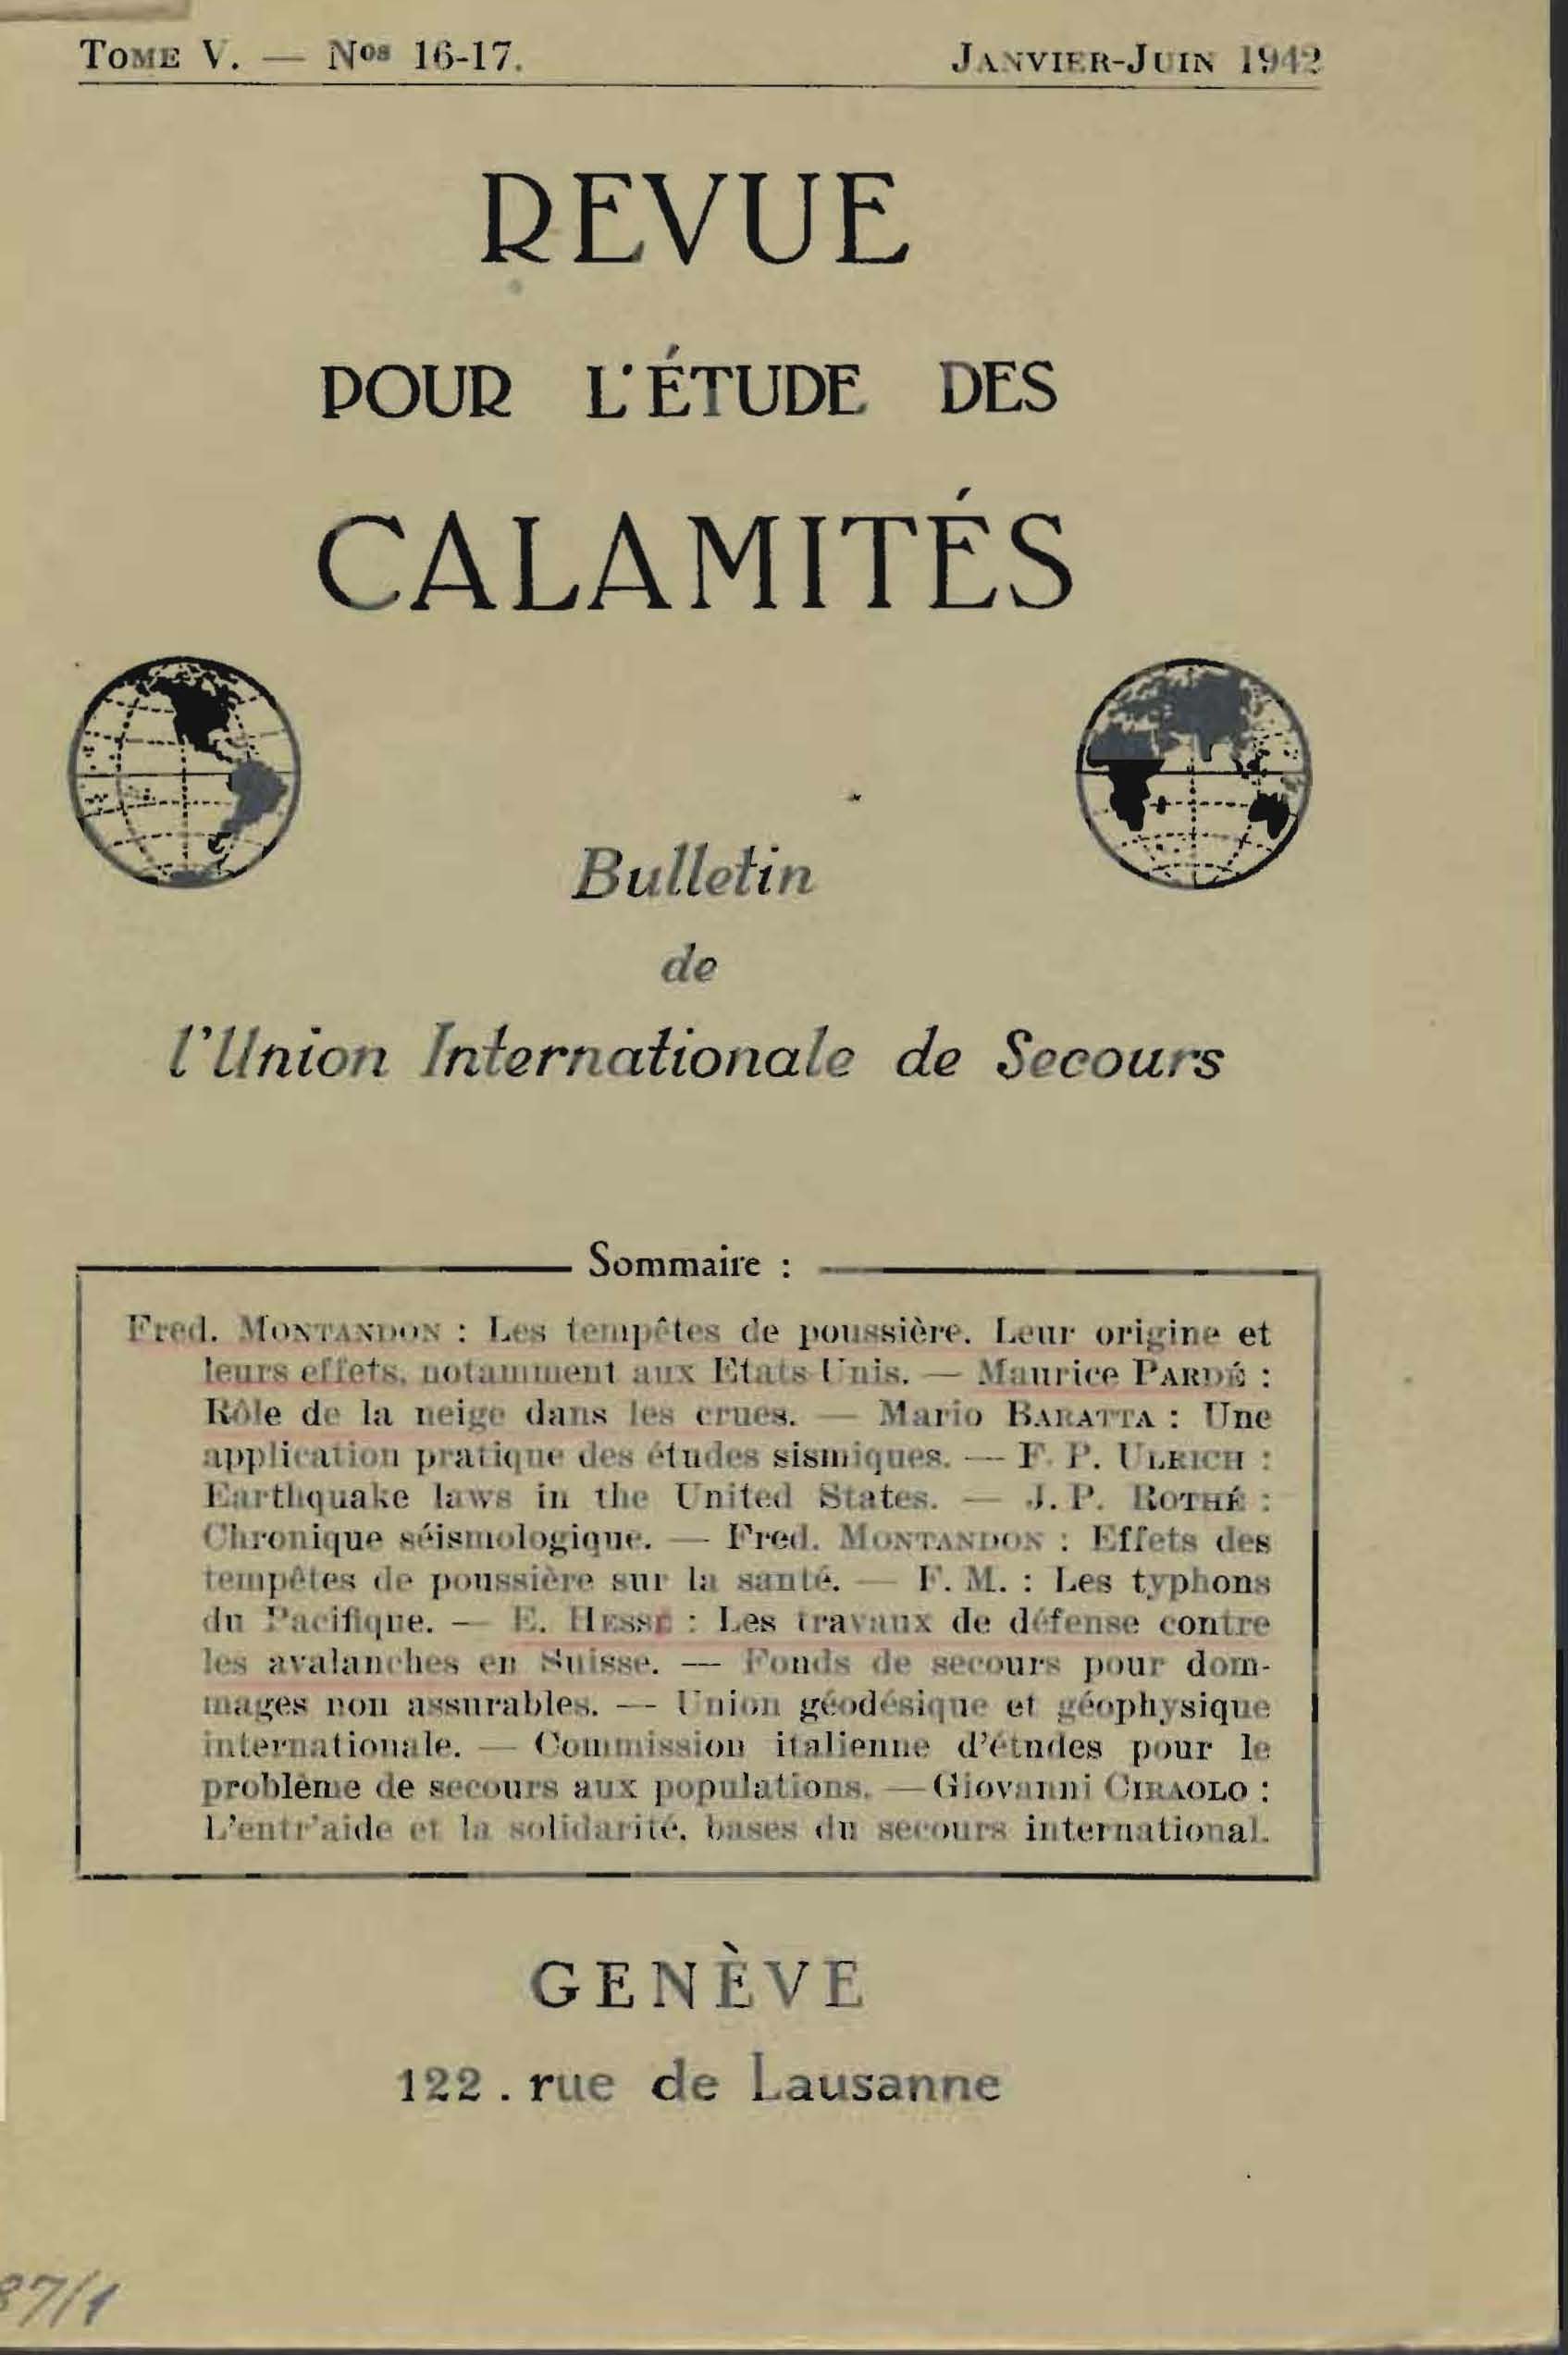 TOME V. — Nos 16-17.
JANVIER-JUIN 1942
REVUE
POUR L'ÉTUDE DES
CALAMITÉS
Bulletin
de
l'Union Internationale de Secours
Sommaire :
Fred. MONTANDON : Les tempêtes de poussière. Leur origine et
leurs effets, notamment aux Etats Unis. — Maurice PARDÉ :
Rôle de la neige dans les crues. — Mario BARATTA : Une
application pratique des études sismiques. — F. P. ULRICH :
Earthquake laws in the United States. — J. P. ROTHÉ :
Chronique séismologique. — Fred. MONTANDON : Effets des
tempêtes de poussière sur la santé. — F. M. : Les typhons
du Pacifique. — E. HESSE : Les travaux de défense contre
les avalanches en Suisse. — Fonds de secours pour dom-
mages non assurables. — Union géodésique et géophysique
internationale. — Commission italienne d'études pour le
problème de secours aux populations. — Giovanni CIRAOLO :
L'entr'aide et la solidarité, bases du secours international.
GENÈVE
122. rue de Lausanne
87/1